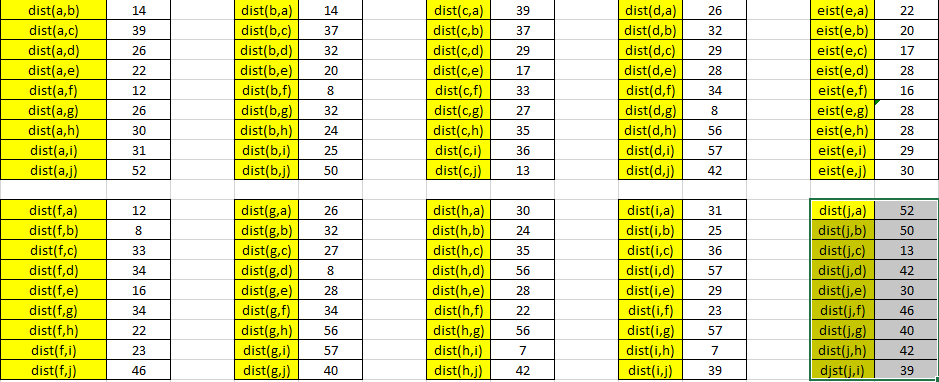 dist(a,b) 14 dist(b,a) 14 dist(c,a) 39 dist(d,a) 26 eist(e,a) 22
dist(a,c) 39 dist(b,c) 37 dist(c,b) 37 dist(d,b) 32 eist(e,b) 20
dist(a,d) 26 dist(b,d) 32 dist(c,d) 29 dist(d,c) 29 eist(e,c) 17
dist(a,e) 22 dist(b,e) 20 dist(c,e) 17 dist(d,e) 28 eist(e,d) 28
dist(a,f) 12 dist(b,f) 8 dist(c,f) 33 dist(d,f) 34 eist(e,f) 16
dist(a,g) 26 dist(b,g) 32 dist(c,g) 27 dist(d,g) 8 eist(e,g) 28
dist(a,h) 30 dist(b,h) 24 dist(c,h) 35 dist(d,h) 56 eist(e,h) 28
dist(a,i) 31 dist(b,i) 25 dist(c,i) 36 dist(d,i) 57 eist(e,i) 29
dist(a,j) 52 dist(b,j) 50 dist(c,j) 13 dist(d,j) 42 eist(e,j) 30
dist(f,a) 12 dist(g,a) 26 dist(h,a) 30 dist(i,a) 31 dist(j,a) 52
dist(f,b) 8 dist(g,b) 32 dist(h,b) 24 dist(i,b) 25 dist(j,b) 50
dist(f,c) 33 dist(g,c) 27 dist(h,c) 35 dist(i,c) 36 dist(j,c) 13
dist(f,d) 34 dist(g,d) 8 dist(h,d) 56 dist(i,d) 57 dist(j,d) 42
dist(f,e) 16 dist(g,e) 28 dist(h,e) 28 dist(i,e) 29 dist(j,e) 30
dist(f,g) 34 dist(g,f) 34 dist(h,f) 22 dist(i,f) 23 dist(j,f) 46
dist(f,h) 22 dist(g,h) 56 dist(h,g) 56 dist(i,g) 57 dist(j,g) 40
dist(f,i) 23 dist(g,i) 57 dist(h,i) 7 dist(i,h) 7 dist(j,h) 42
dist(f,j) 46 dist(g,j) 40 dist(h,j) 42 dist(i,j) 39 dist(j,i) 39